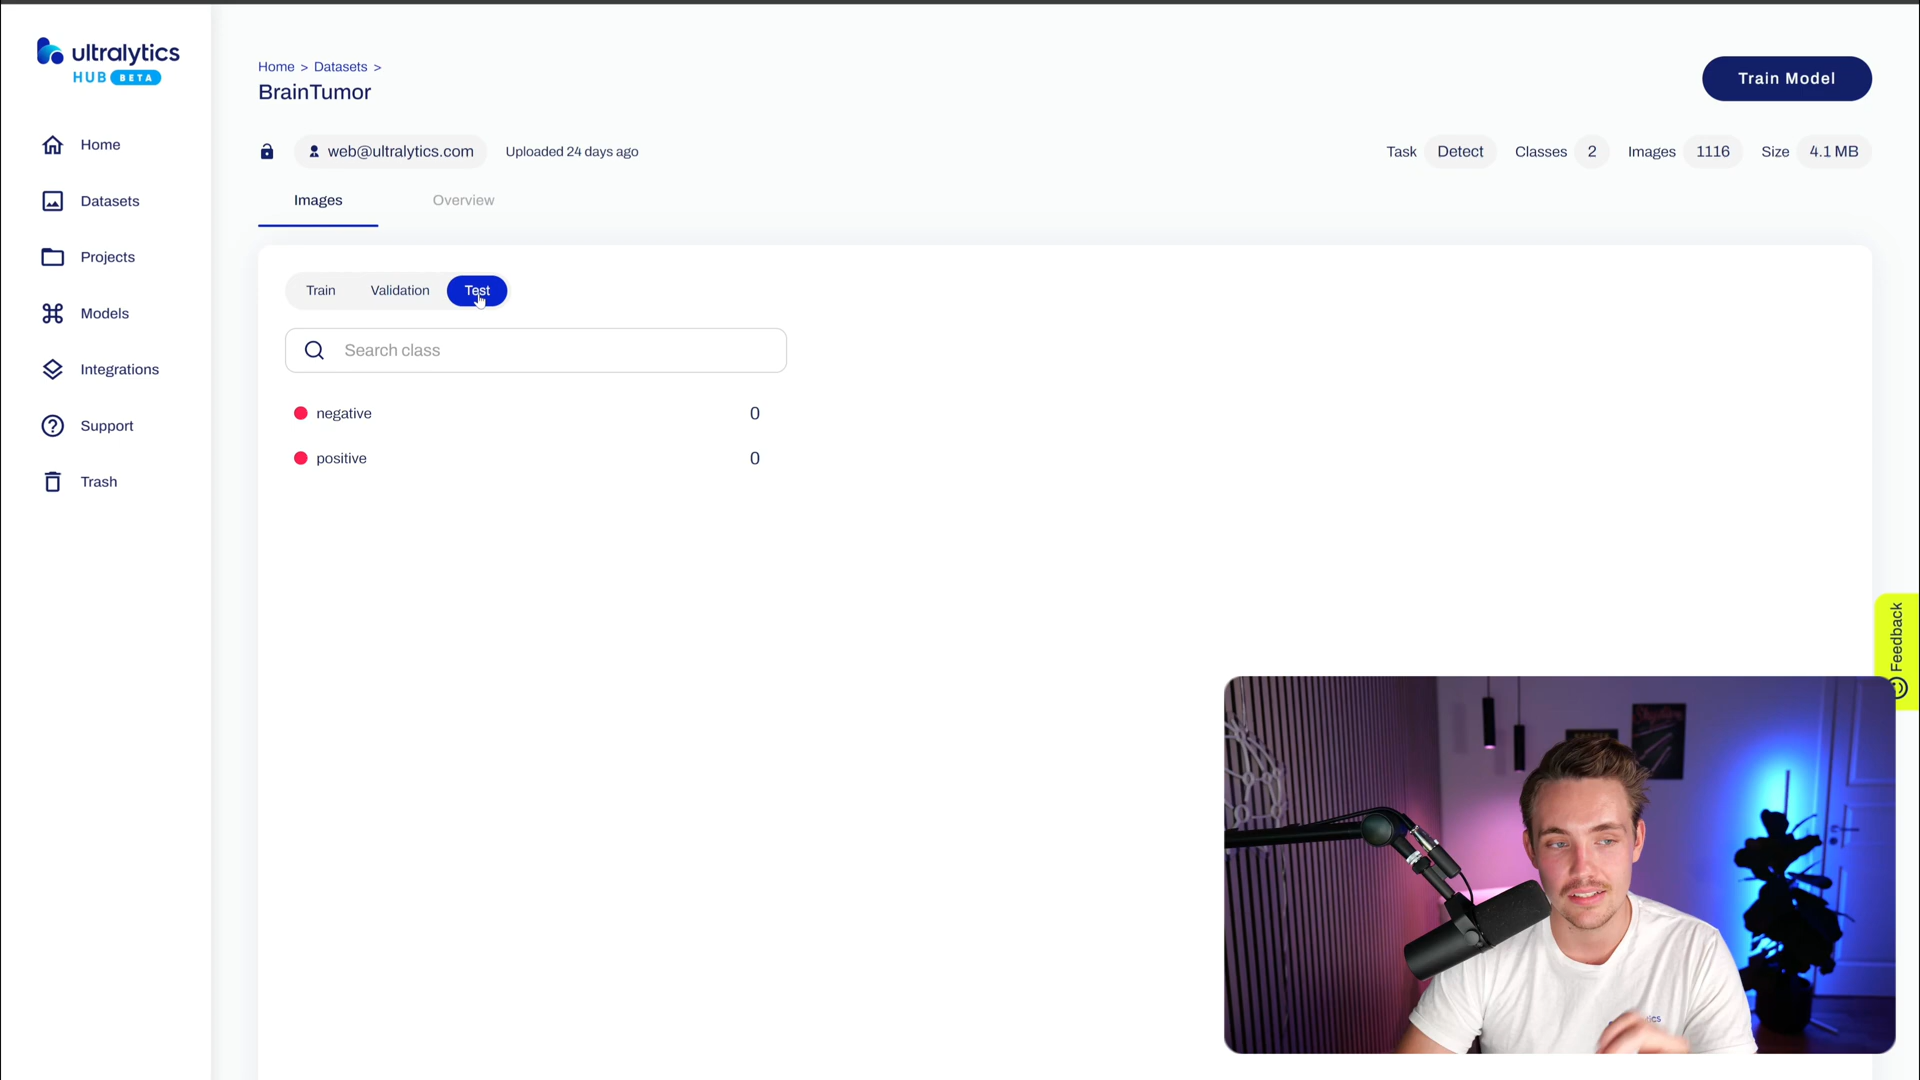 ultralytics
HUB BETA
Home
Datasets
Projects
Models
Integrations
Support
Trash
Home > Datasets >
BrainTumor
Train Model
web@ultralytics.com Uploaded 24 days ago
Task Detect Classes 2 Images 1116 Size 4.1 MB
Images Overview
Train Validation Test
Search class
negative 0
positive 0
Feedback